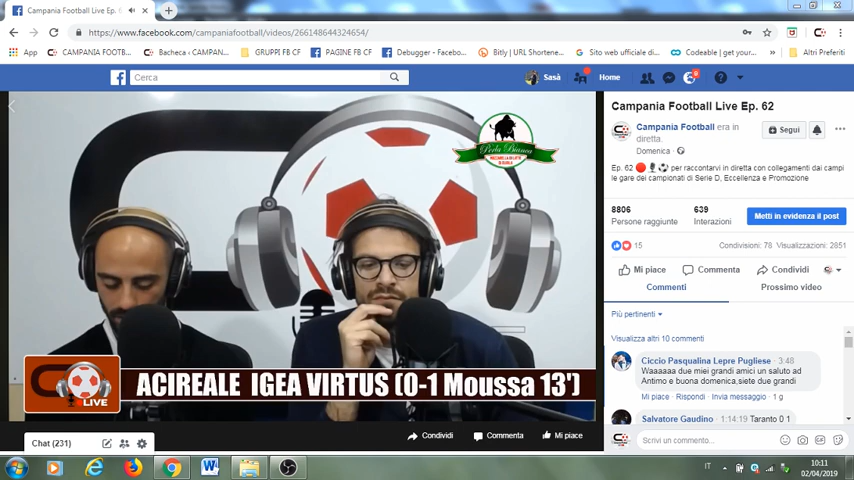 Campania Football Live Ep.
https://www.facebook.com/campaniafootball/videos/266148644324654/
App
CAMPANIA FOOTB...
Bacheca ‹ CAMPAN...
GRUPPI FB CF
PAGINE FB CF
Debugger - Faceboo...
Bitly | URL Shortene...
Sito web ufficiale di...
Codeable | get your...
Altri Preferiti
Cerca
Sasà
Home
Perla Bianca
Campania Football Live Ep. 62
Campania Football era in
diretta.
Segui
Domenica ·
Ep. 62 per raccontarvi in diretta con collegamenti dai campi
le gare dei campionati di Serie D, Eccellenza e Promozione
8806
Persone raggiunte
639
Interazioni
Metti in evidenza il post
15
Condivisioni: 78 Visualizzazioni: 2851
Mi piace
Commenta
Condividi
Commenti
Prossimo video
Più pertinenti
Visualizza altri 10 commenti
Ciccio Pasqualina Lepre Pugliese · 3:48
Waaaaaa due miei grandi amici un saluto ad
Antimo e buona domenica,siete due grandi
Mi piace · Rispondi · Invia messaggio · 1 g
Salvatore Gaudino · 1:14:19 Taranto 0 1
Scrivi un commento...
LIVE
ACIREALE IGEA VIRTUS (0-1 Moussa 13')
Chat (231)
Condividi
Commenta
Mi piace
IT
10:11
02/04/2019